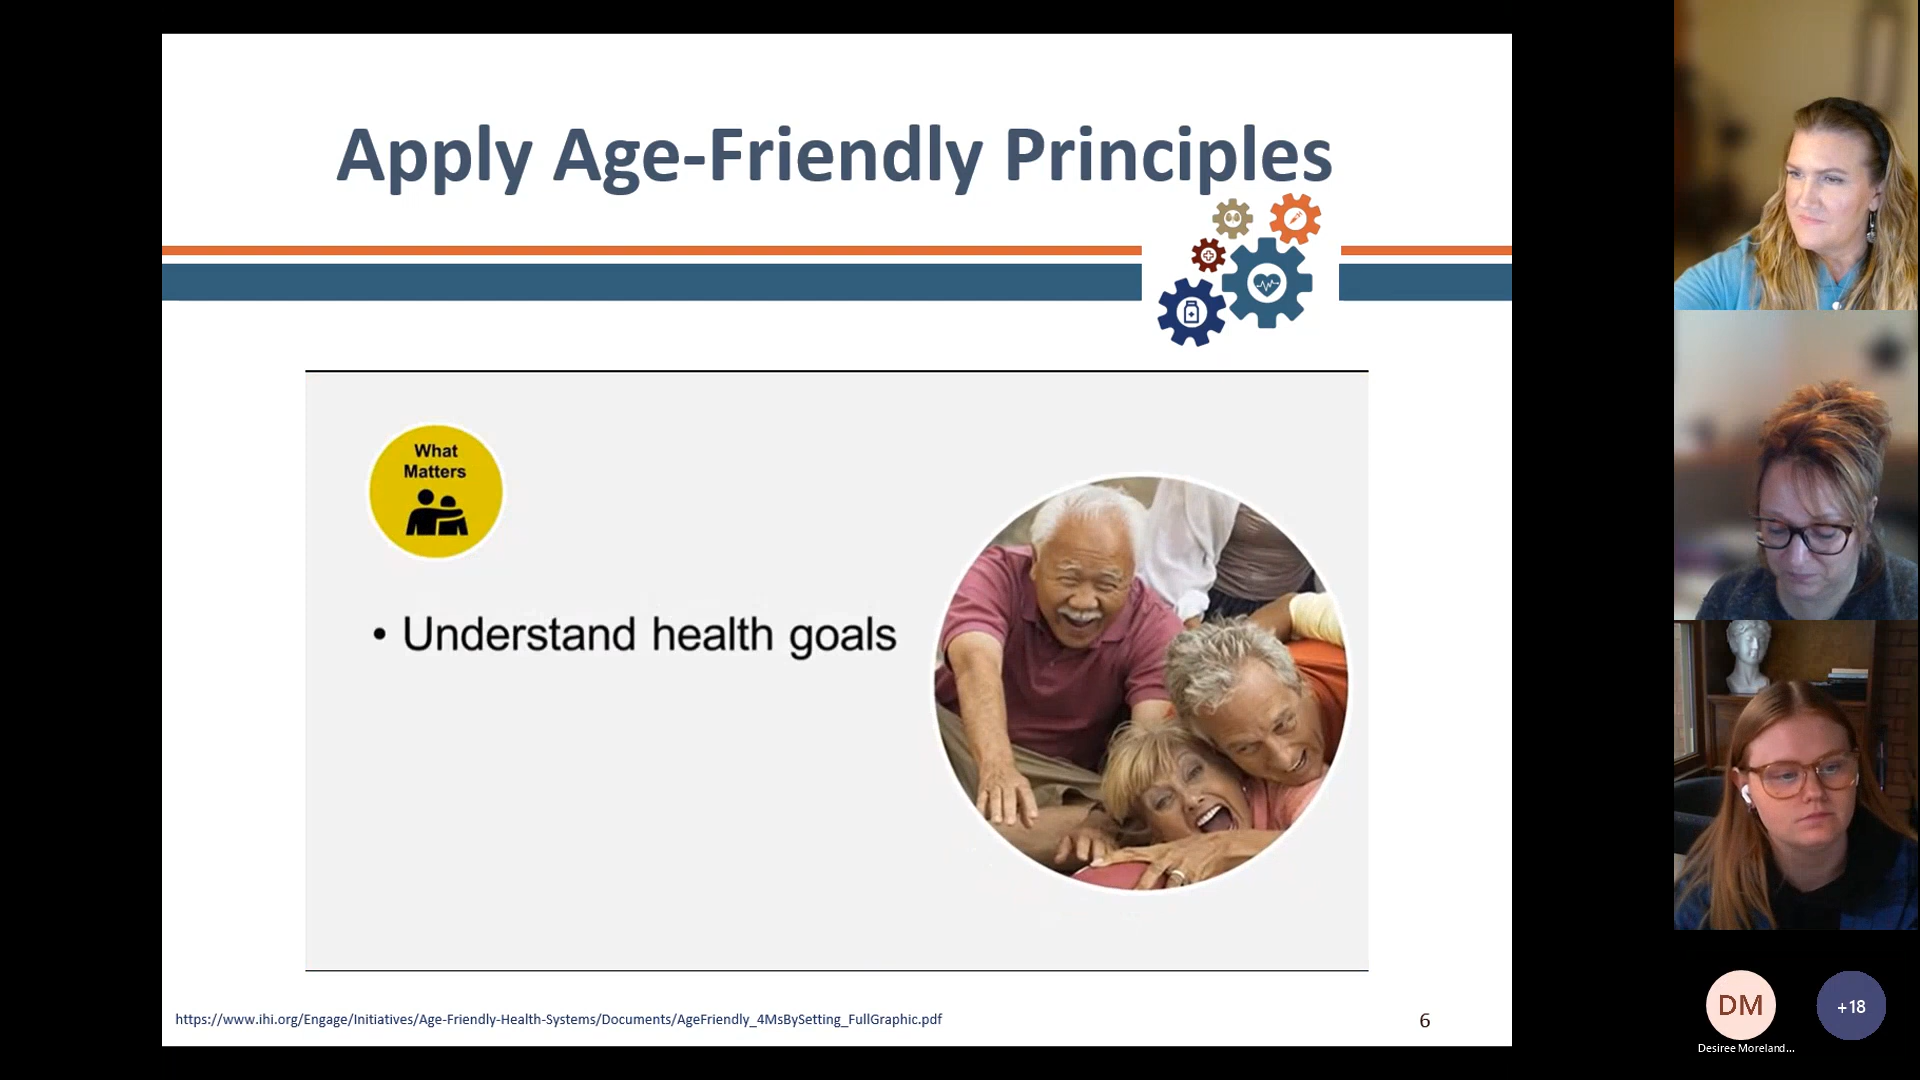 Apply Age-Friendly Principles
What
Matters
• Understand health goals
https://www.ihi.org/Engage/Initiatives/Age-Friendly-Health-Systems/Documents/AgeFriendly_4MsBySetting_FullGraphic.pdf
6
DM
+18
Desiree Moreland...